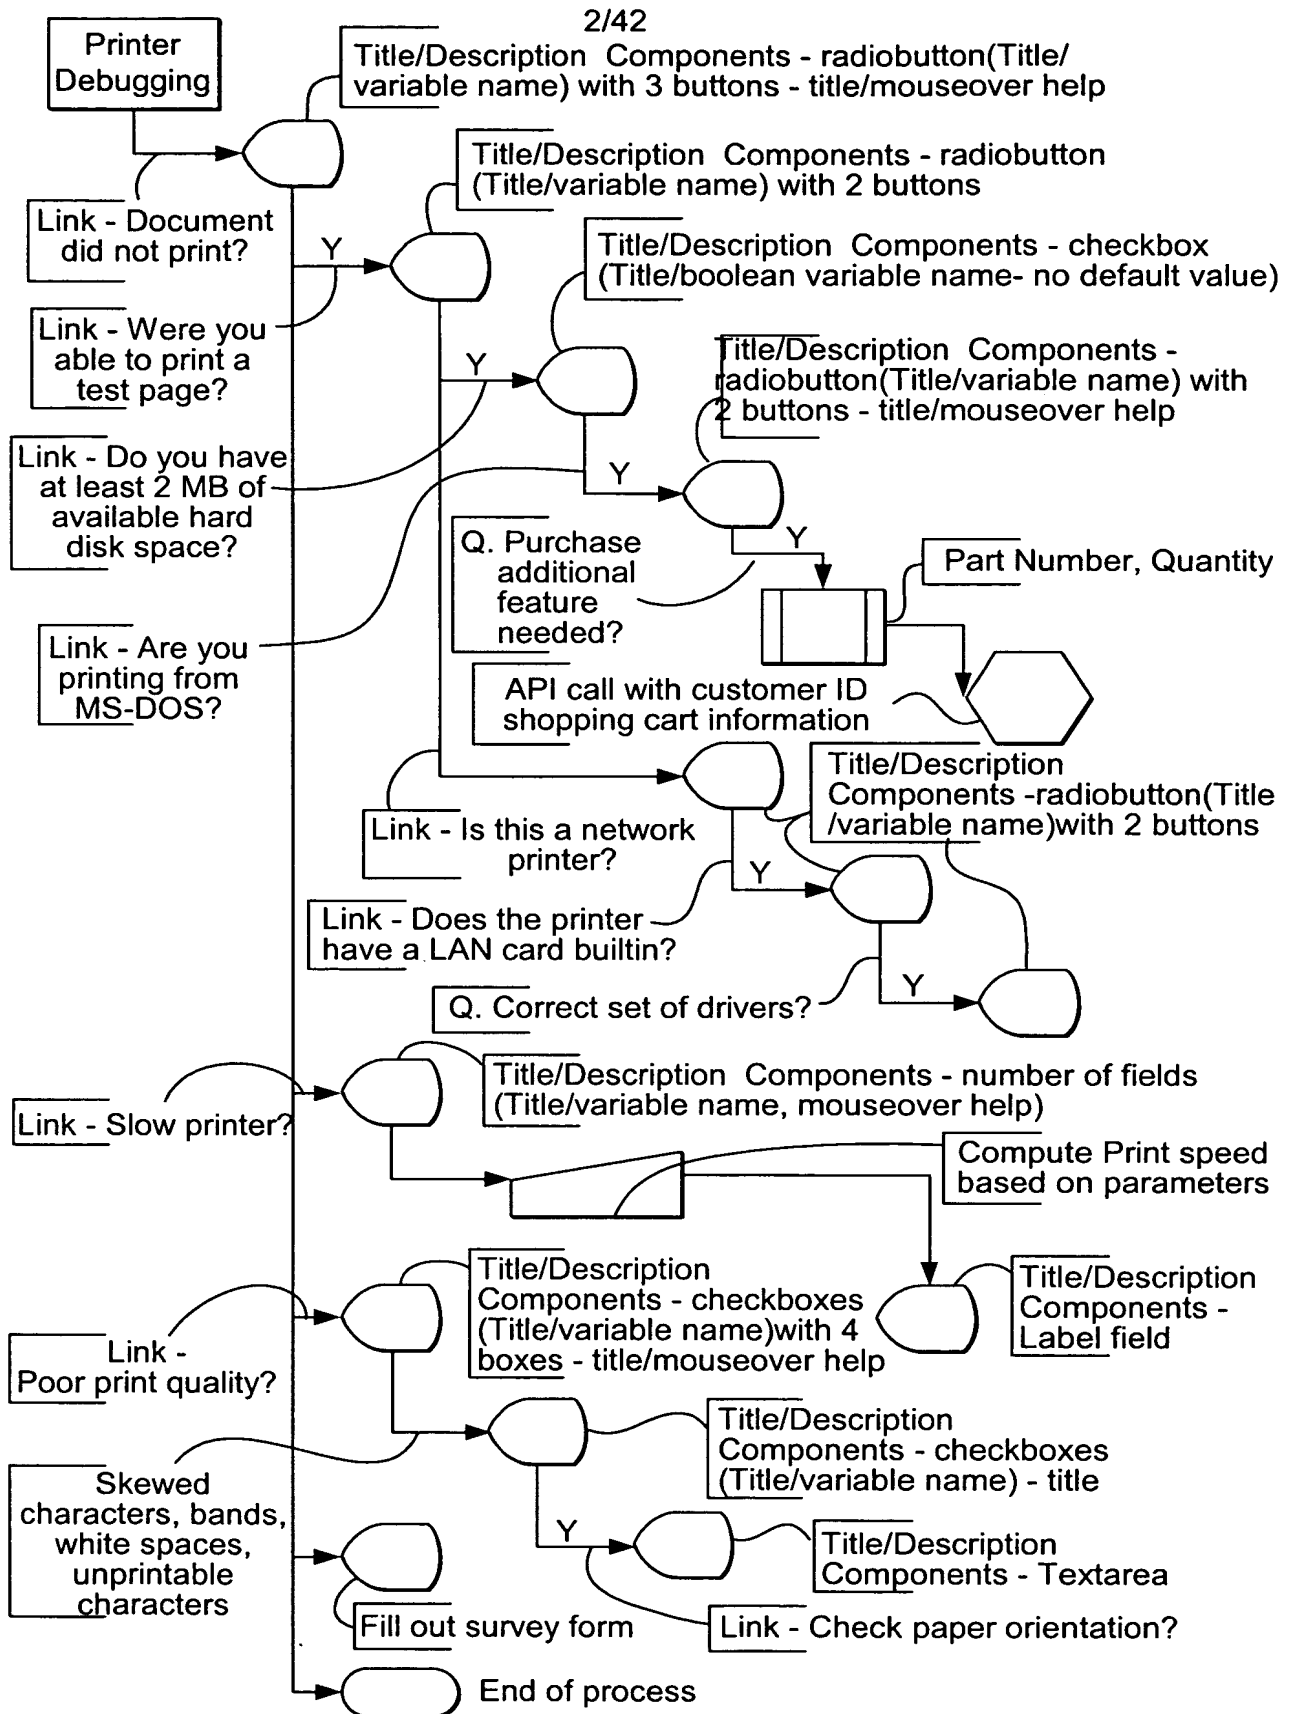 2/42
Printer
Debugging
Title/Description Components - radiobutton(Title/
variable name) with 3 buttons - title/mouseover help
Title/Description Components - radiobutton
(Title/variable name) with 2 buttons
Link - Document
did not print?
Y
Title/Description Components - checkbox
(Title/boolean variable name- no default value)
Link - Were you
able to print a
test page?
Y
Title/Description Components -
radiobutton(Title/variable name) with
2 buttons - title/mouseover help
Link - Do you have
at least 2 MB of
available hard
disk space?
Y
Q. Purchase
additional
feature
needed?
Y
Part Number, Quantity
Link - Are you
printing from
MS-DOS?
API call with customer ID
shopping cart information
Title/Description
Components -radiobutton(Title
/variable name)with 2 buttons
Link - Is this a network
printer?
Y
Link - Does the printer
have a LAN card builtin?
Y
Q. Correct set of drivers?
Title/Description Components - number of fields
(Title/variable name, mouseover help)
Link - Slow printer?
Compute Print speed
based on parameters
Title/Description
Components - checkboxes
(Title/variable name)with 4
boxes - title/mouseover help
Title/Description
Components -
Label field
Link -
Poor print quality?
Title/Description
Components - checkboxes
(Title/variable name) - title
Skewed
characters, bands,
white spaces,
unprintable
characters
Y
Title/Description
Components - Textarea
Fill out survey form
Link - Check paper orientation?
End of process